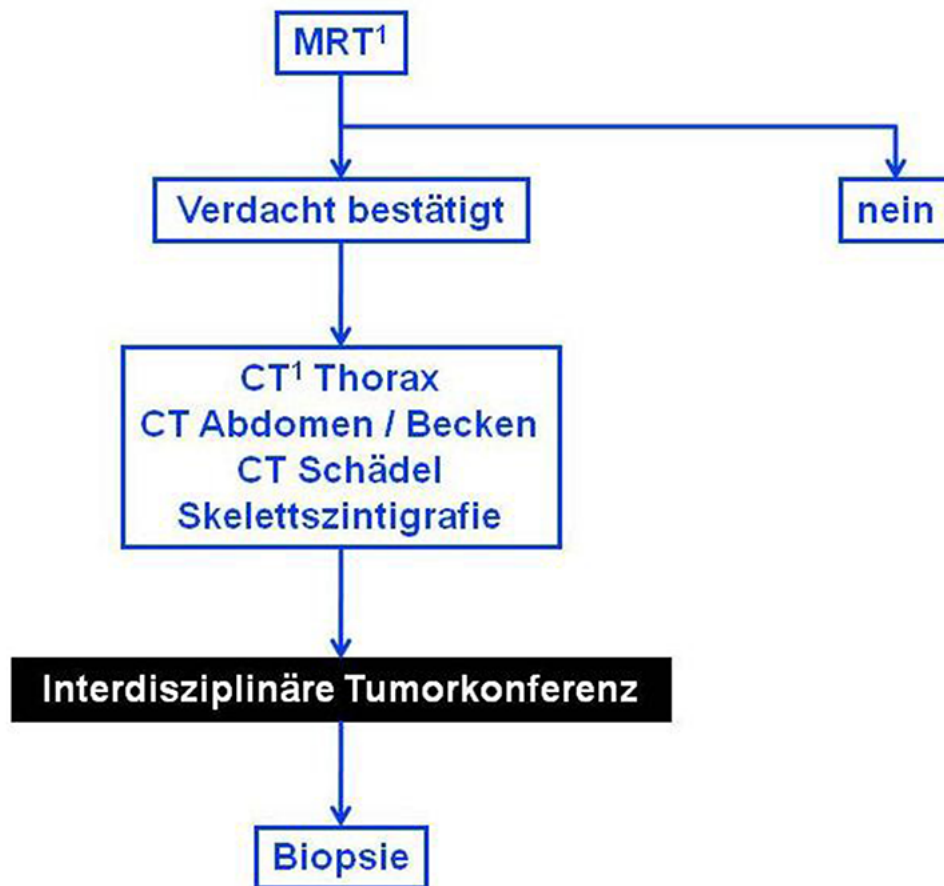 MRT¹
Verdacht bestätigt
nein
CT¹ Thorax
CT Abdomen / Becken
CT Schädel
Skelettszintigrafie
Interdisziplinäre Tumorkonferenz
Biopsie